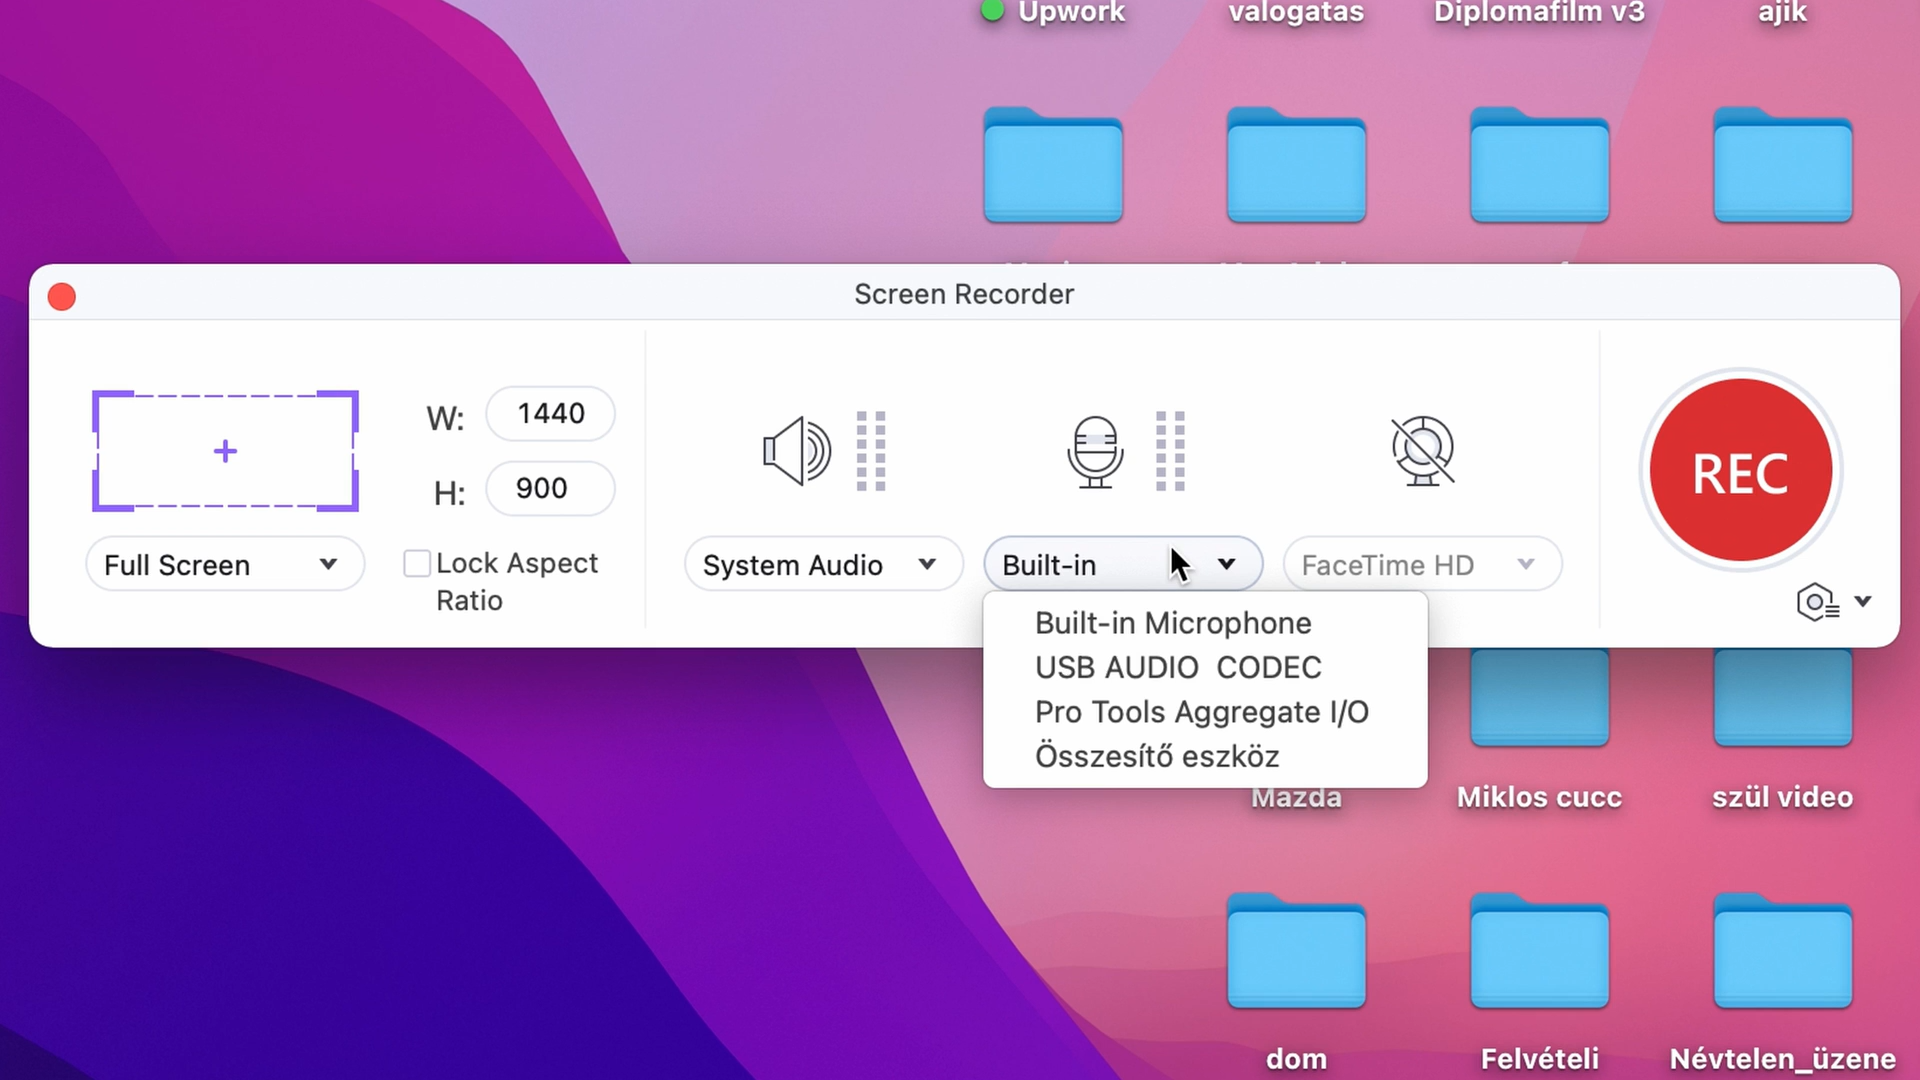 Upwork valogatas Diplomafilm v3 ajik
Screen Recorder
W: 1440
H: 900
Full Screen
Lock Aspect
Ratio
System Audio
Built-in
FaceTime HD
REC
Built-in Microphone
USB AUDIO  CODEC
Pro Tools Aggregate I/O
Összesítő eszköz
Mazda Miklos cucc szül video
dom Felvételi Névtelen_üzene